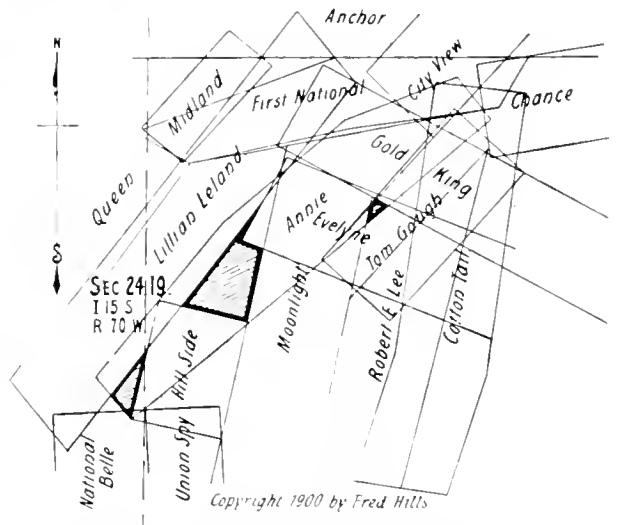 Anchor
N
City View
Midland
First National
Chance
Gold
Queen
Lillian Leland
King
Annie
Evelyne
Tom Gough
S
SEC 24|19.
T 15 S
R 70 W
Moonlight
Robert E Lee
Cotton Tail
Hill Side
National
Belle
Union Spy
Copyright 1900 by Fred Hills